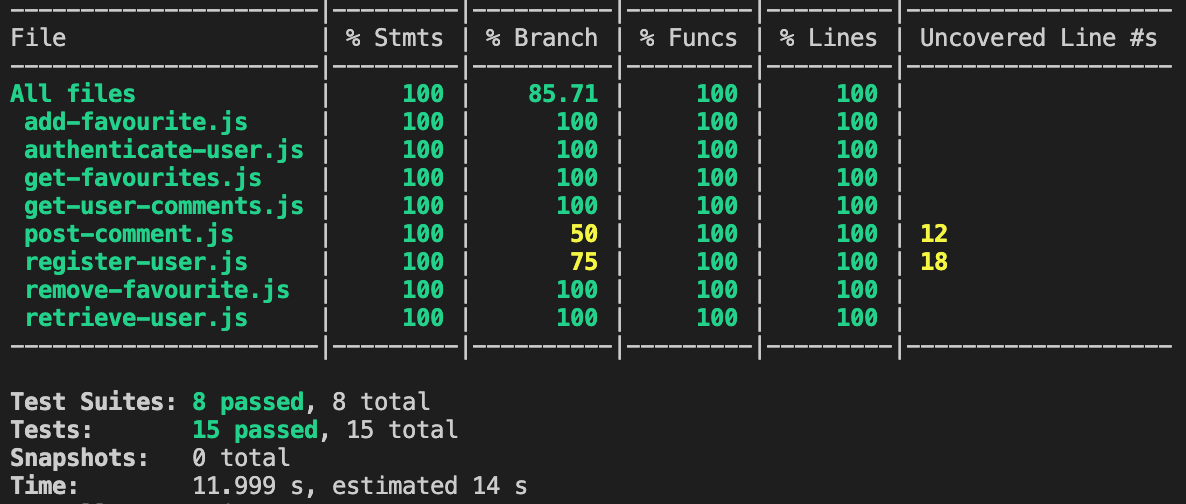 File | % Stmts | % Branch | % Funcs | % Lines | Uncovered Line #s
All files | 100 | 85.71 | 100 | 100 |
add-favourite.js | 100 | 100 | 100 | 100 |
authenticate-user.js | 100 | 100 | 100 | 100 |
get-favourites.js | 100 | 100 | 100 | 100 |
get-user-comments.js | 100 | 100 | 100 | 100 |
post-comment.js | 100 | 50 | 100 | 100 | 12
register-user.js | 100 | 75 | 100 | 100 | 18
remove-favourite.js | 100 | 100 | 100 | 100 |
retrieve-user.js | 100 | 100 | 100 | 100 |
Test Suites: 8 passed, 8 total
Tests: 15 passed, 15 total
Snapshots: 0 total
Time: 11.999 s, estimated 14 s